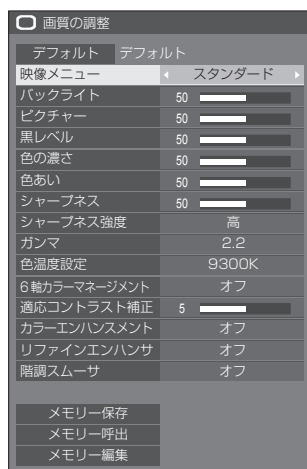 画質の調整
デフォルト デフォルト
映像メニュー スタンダード
バックライト 50
ピクチャー 50
黒レベル 50
色の濃さ 50
色あい 50
シャープネス 50
シャープネス強度 高
ガンマ 2.2
色温度設定 9300K
6軸カラーマネージメント オフ
適応コントラスト補正 5
カラーエンハンスメント オフ
リファインエンハンサ オフ
階調スムーサ オフ
メモリー保存
メモリー呼出
メモリー編集